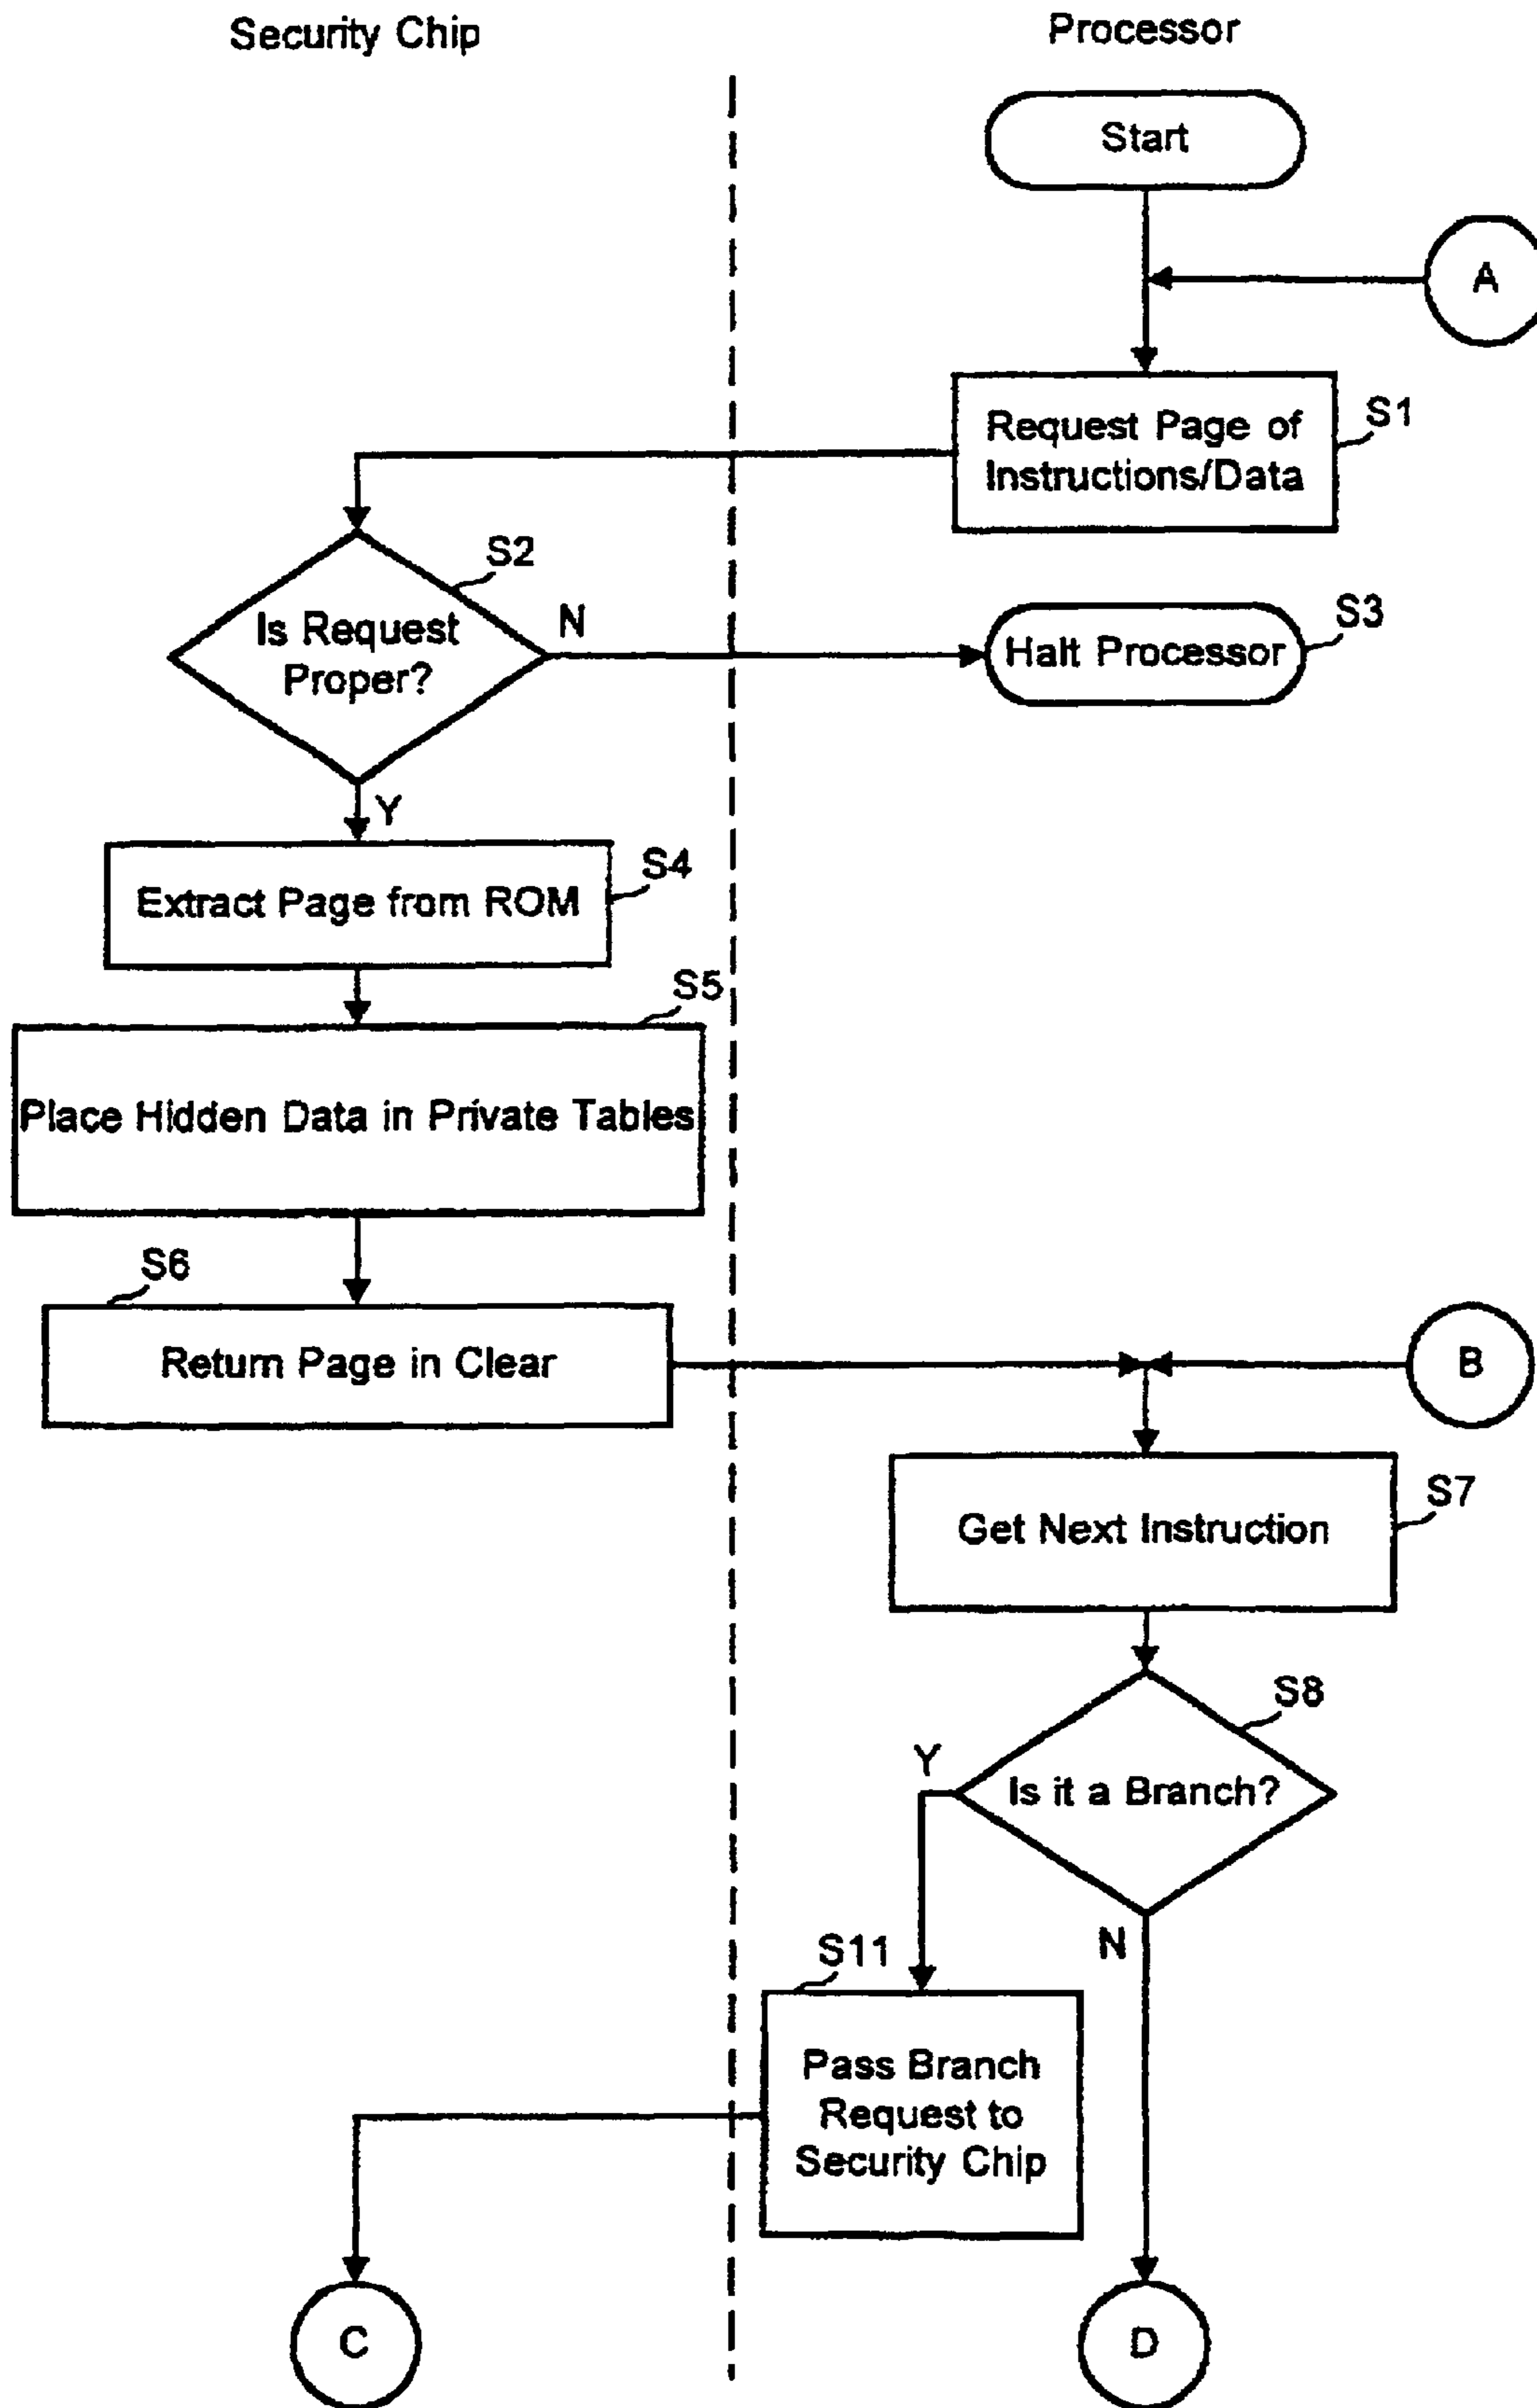 Security Chip
Processor
Start
A
Request Page of
Instructions/Data
S1
S2
Is Request
Proper?
N
Halt Processor
S3
Y
Extract Page from ROM
S4
S5
Place Hidden Data in Private Tables
S6
Return Page in Clear
B
Get Next Instruction
S7
S8
Is it a Branch?
Y
N
S11
Pass Branch
Request to
Security Chip
C
D